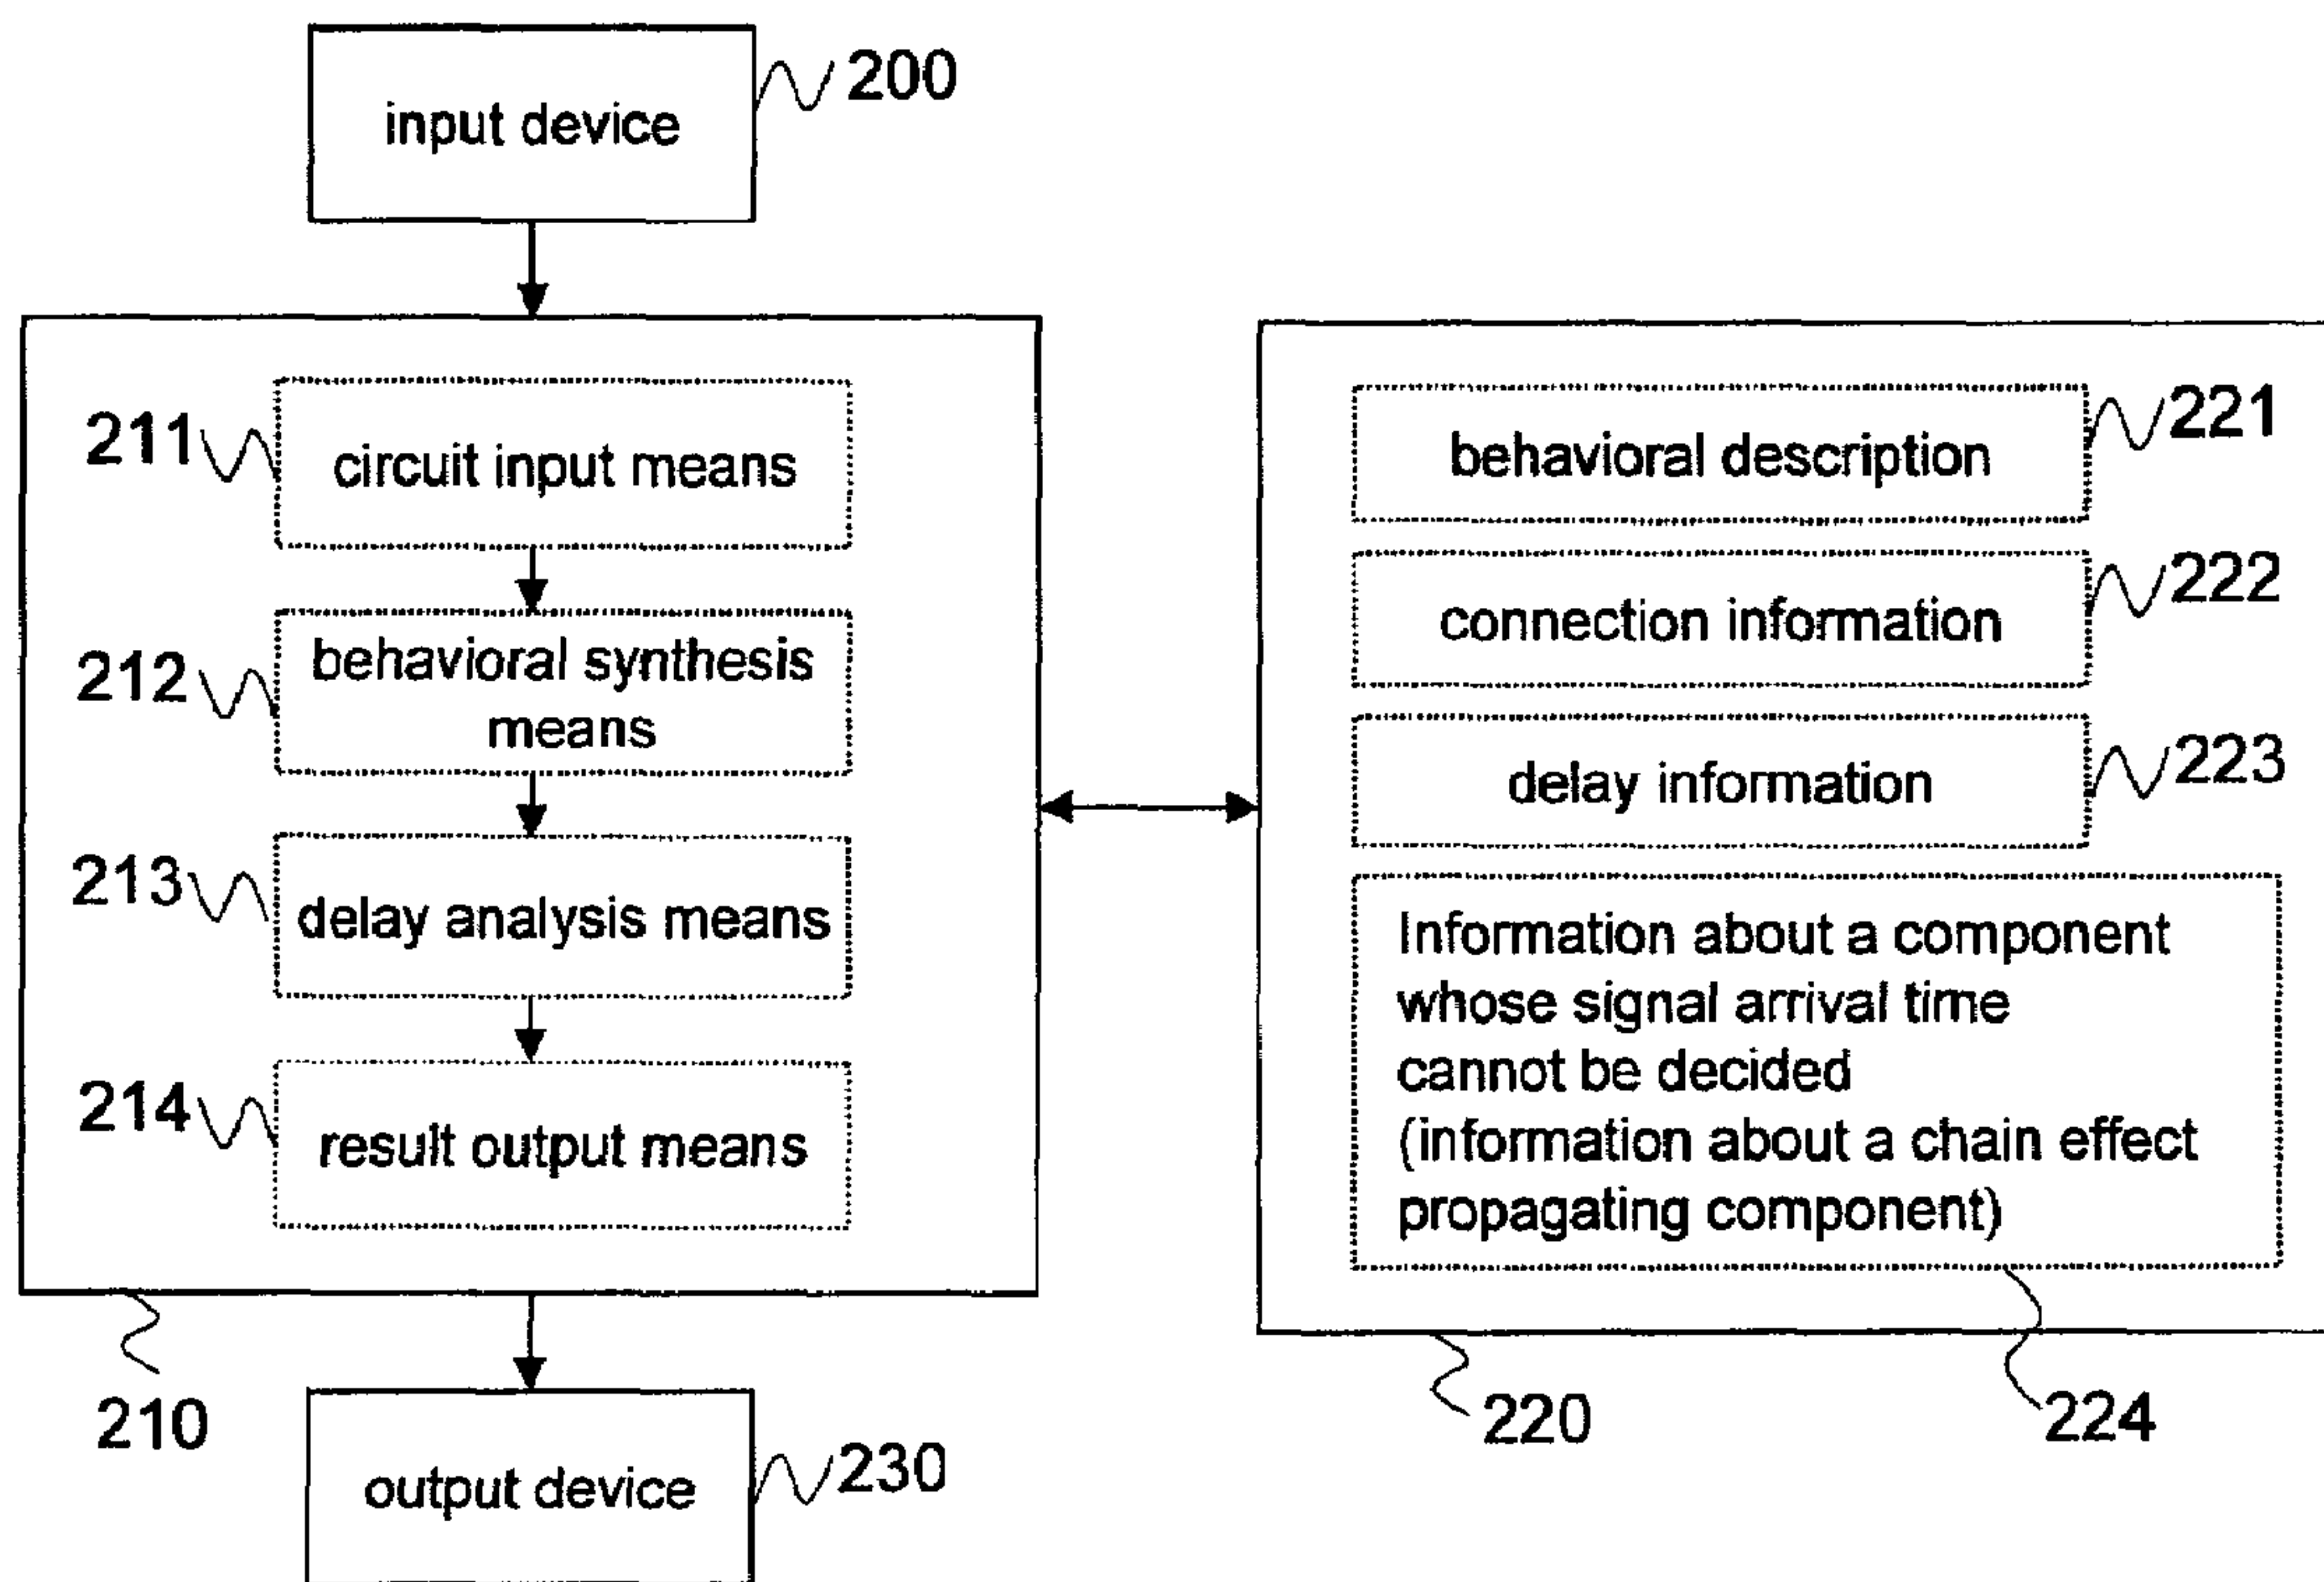 200
input device
211
circuit input means
212
behavioral synthesis
means
213
delay analysis means
214
result output means
210
output device
230
221
behavioral description
222
connection information
223
delay information
Information about a component
whose signal arrival time
cannot be decided
(information about a chain effect
propagating component)
220
224